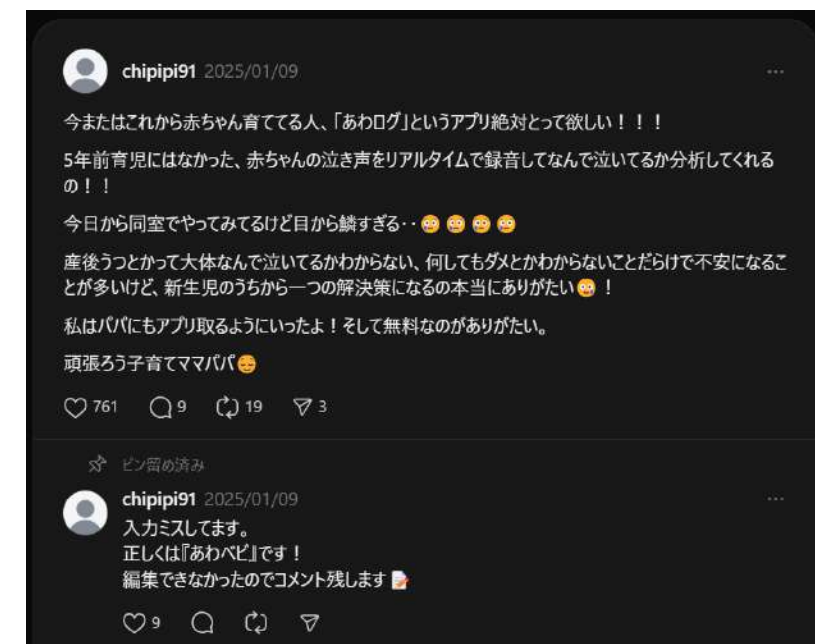 chipipi91 2025/01/09
今またはこれから赤ちゃん育ててる人、「あわログ」というアプリ絶対とって欲しい！！！
5年前育児にはなかった、赤ちゃんの泣き声をリアルタイムで録音してなんで泣いてるか分析してくれる
の！！
今日から同室でやってみてるけど目から鱗すぎる‥😳😳😳😳
産後うつとかって大体なんで泣いてるかわからない、何してもダメとかわからないことだらけで不安になるこ
とが多いけど、新生児のうちから一つの解決策になるの本当にありがたい😳！
私はパパにもアプリ取るようにいったよ！そして無料なのがありがたい。
頑張ろう子育てママパパ😌
761 9 19 3
ピン留め済み
chipipi91 2025/01/09
入力ミスしてます。
正しくは『あわベビ』です！
編集できなかったのでコメント残します📝
9